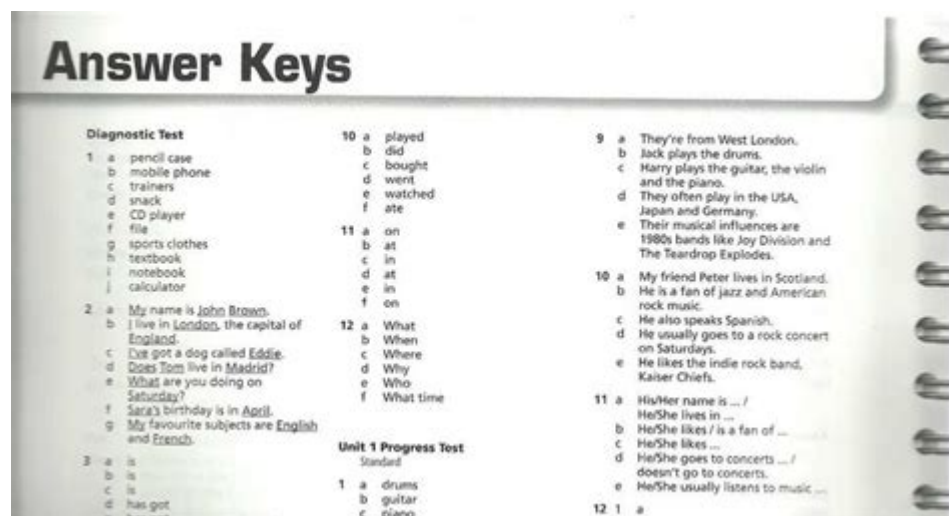 Answer Keys
Diagnostic Test
1 a pencil case
b mobile phone
c trainers
d snack
e CD player
f file
g sports clothes
h textbook
i notebook
j calculator
2 a My name is John Brown.
b I live in London, the capital of
England.
c I've got a dog called Eddie.
d Does Tom live in Madrid?
e What are you doing on
Saturday?
f Sara's birthday is in April.
g My favourite subjects are English
and French.
3 a is
b is
c is
d has got
10 a played
b did
c bought
d went
e watched
f ate
11 a on
b at
c in
d at
e in
f on
12 a What
b When
c Where
d Why
e Who
f What time
Unit 1 Progress Test
Standard
1 a drums
b guitar
c piano
9 a They're from West London.
b Jack plays the drums.
c Harry plays the guitar, the violin
and the piano.
d They often play in the USA,
Japan and Germany.
e Their musical influences are
1980s bands like Joy Division and
The Teardrop Explodes.
10 a My friend Peter lives in Scotland.
b He is a fan of jazz and American
rock music.
c He also speaks Spanish.
d He usually goes to a rock concert
on Saturdays.
e He likes the indie rock band,
Kaiser Chiefs.
11 a His/Her name is ... /
He/She lives in ...
b He/She likes / is a fan of ...
c He/She likes ...
d He/She goes to concerts ... /
doesn't go to concerts.
e He/She usually listens to music ...
12 1 a